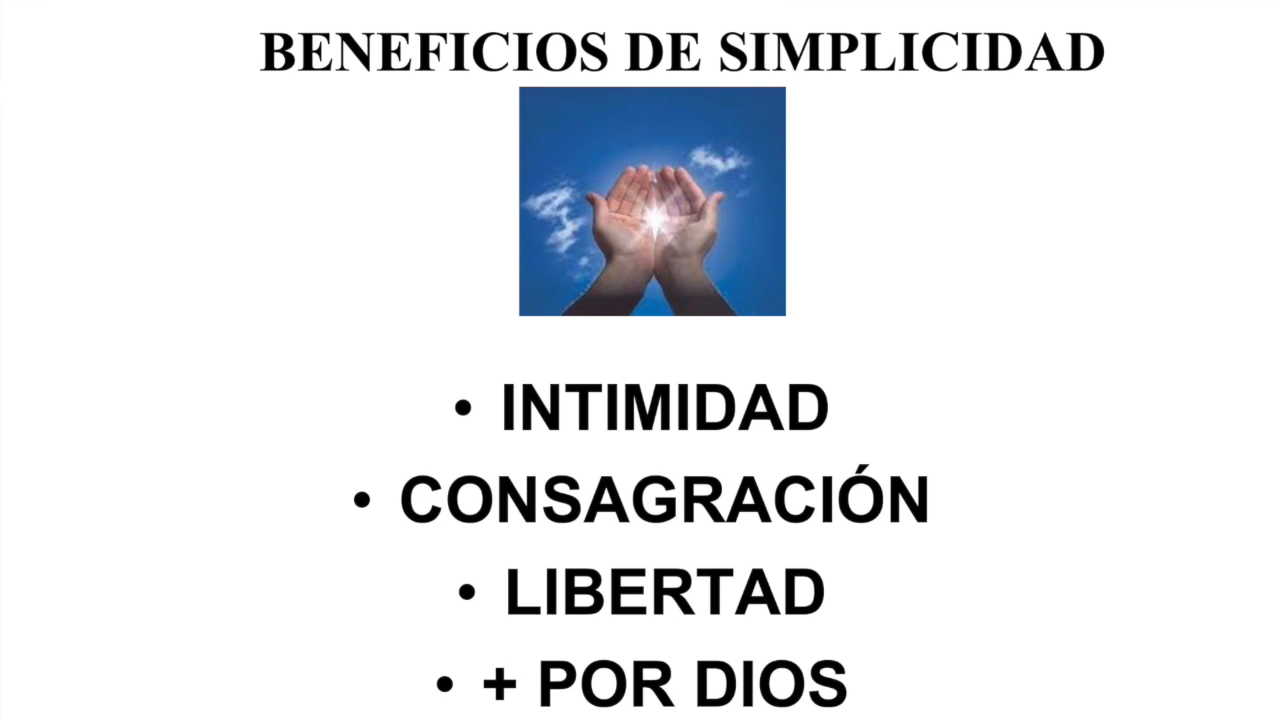 BENEFICIOS DE SIMPLICIDAD
• INTIMIDAD
• CONSAGRACIÓN
• LIBERTAD
• + POR DIOS